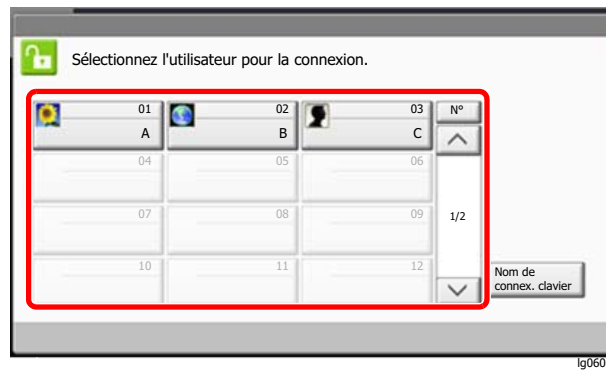 Sélectionnez l'utilisateur pour la connexion.
01 02 03 N°
A B C
04 05 06
07 08 09 1/2
10 11 12
Nom de
connex. clavier
lg060